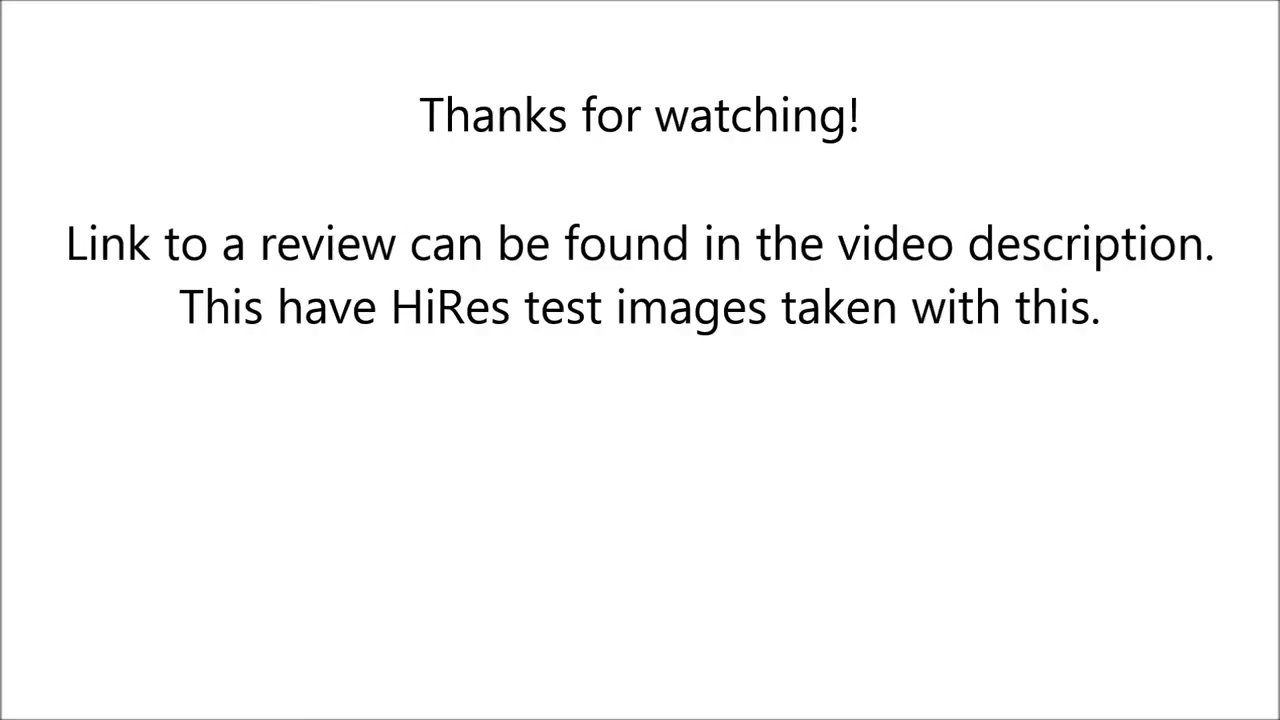 Thanks for watching!
Link to a review can be found in the video description.
This have HiRes test images taken with this.